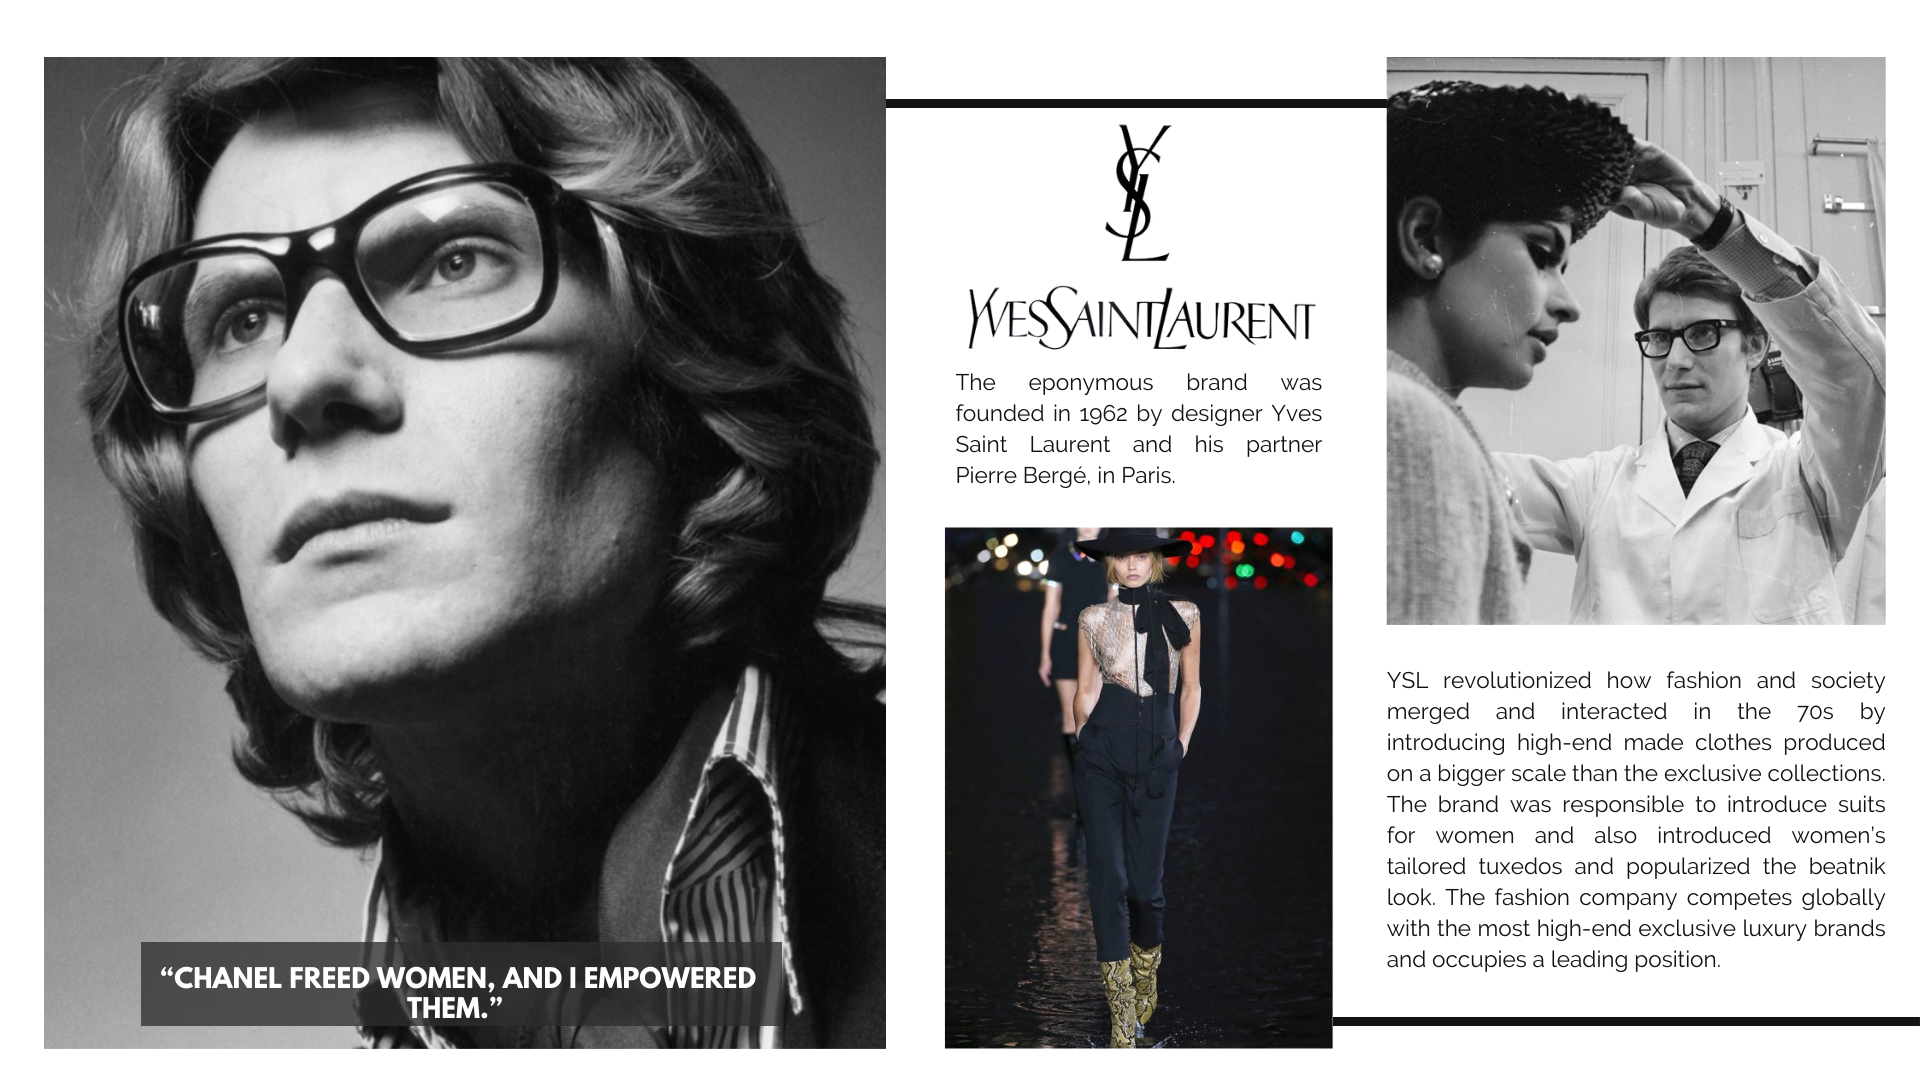 YSL
YVESSAINTLAURENT
The eponymous brand was
founded in 1962 by designer Yves
Saint Laurent and his partner
Pierre Bergé, in Paris.
“CHANEL FREED WOMEN, AND I EMPOWERED
THEM.”
YSL revolutionized how fashion and society
merged and interacted in the 70s by
introducing high-end made clothes produced
on a bigger scale than the exclusive collections.
The brand was responsible to introduce suits
for women and also introduced women's
tailored tuxedos and popularized the beatnik
look. The fashion company competes globally
with the most high-end exclusive luxury brands
and occupies a leading position.